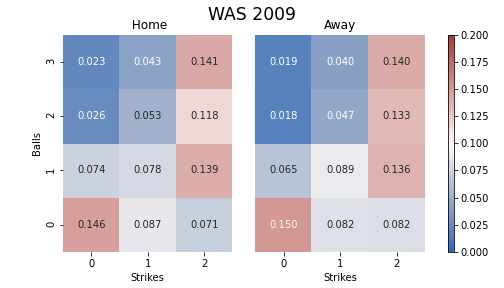 WAS 2009
Home
Away
Balls
3
2
1
0
0.023 0.043 0.141
0.026 0.053 0.118
0.074 0.078 0.139
0.146 0.087 0.071
0 1 2
Strikes
0.019 0.040 0.140
0.018 0.047 0.133
0.065 0.089 0.136
0.150 0.082 0.082
0 1 2
Strikes
0.200
0.175
0.150
0.125
0.100
0.075
0.050
0.025
0.000